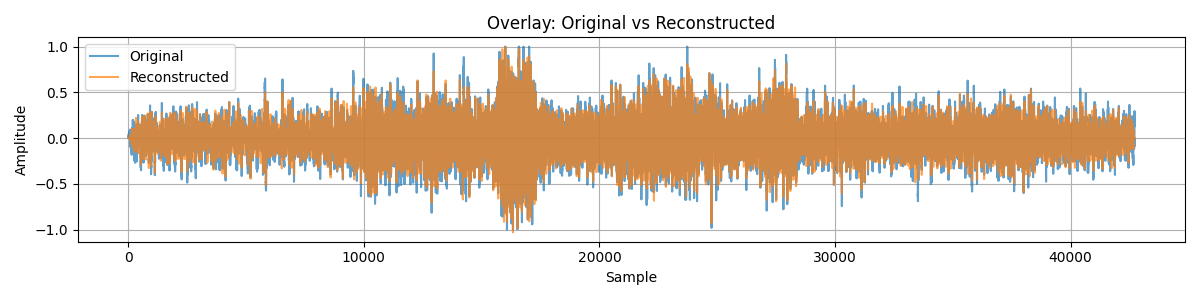 Overlay: Original vs Reconstructed
Original
Reconstructed
Amplitude
1.0
0.5
0.0
−0.5
−1.0
0 10000 20000 30000 40000
Sample